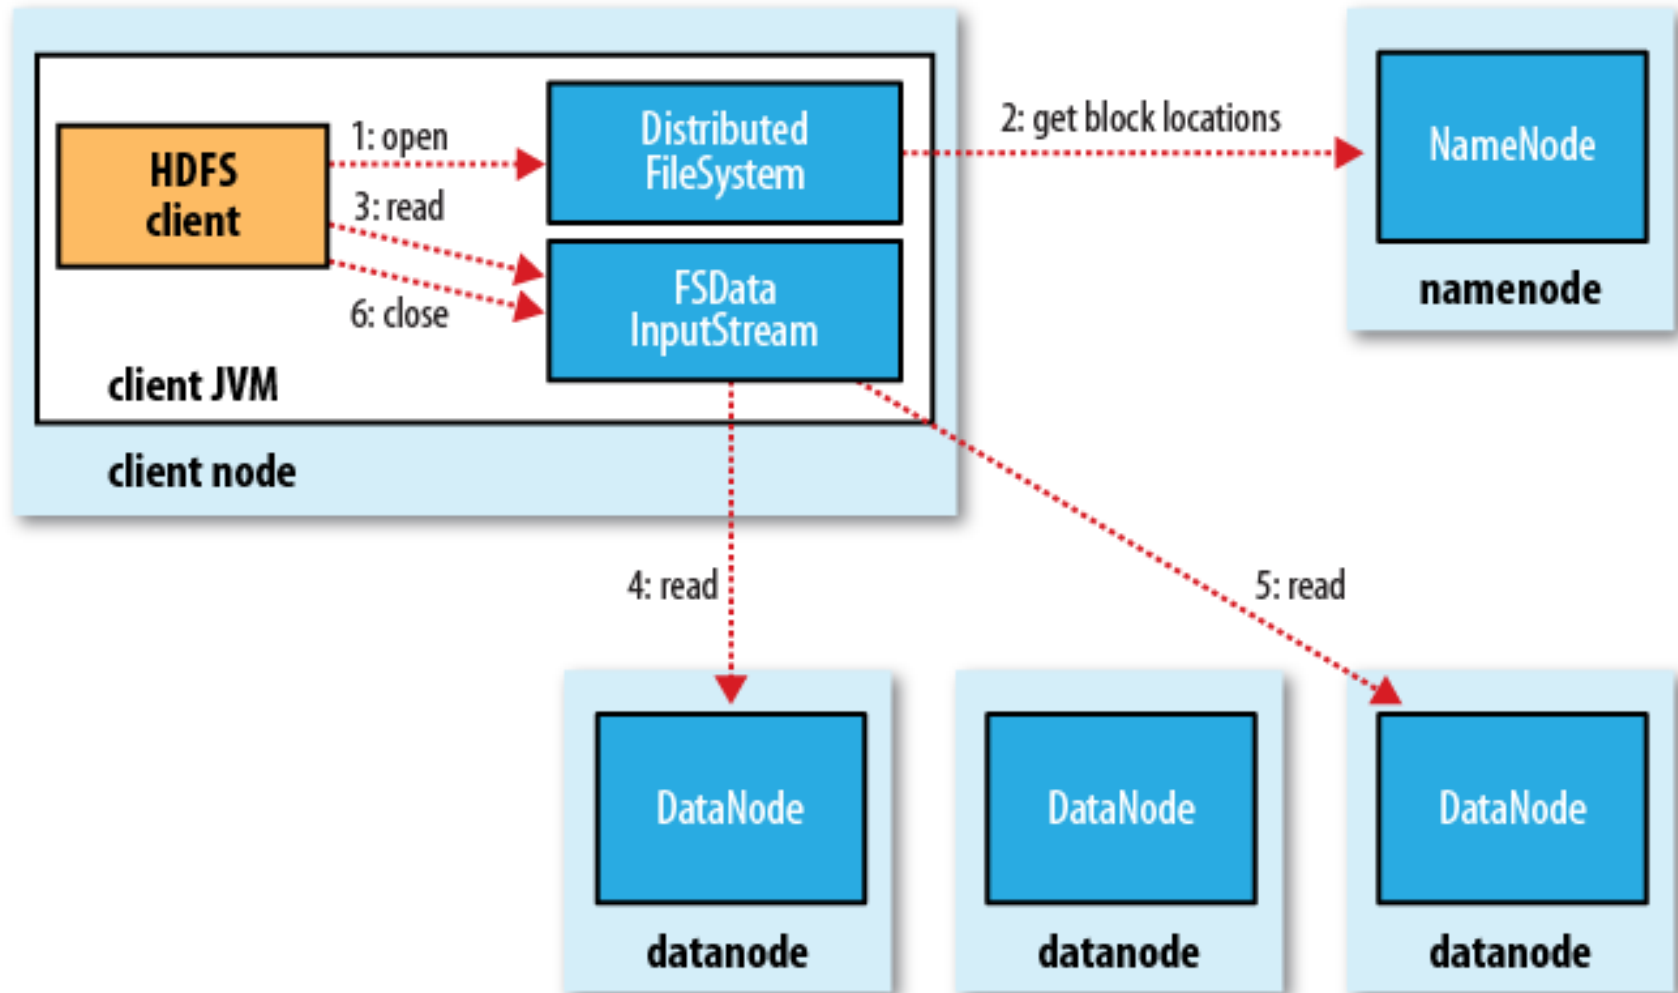 1: open
Distributed
FileSystem
2: get block locations
NameNode
HDFS
client
3: read
namenode
6: close
FSData
InputStream
client JVM
client node
4: read
5: read
DataNode
DataNode
DataNode
datanode
datanode
datanode